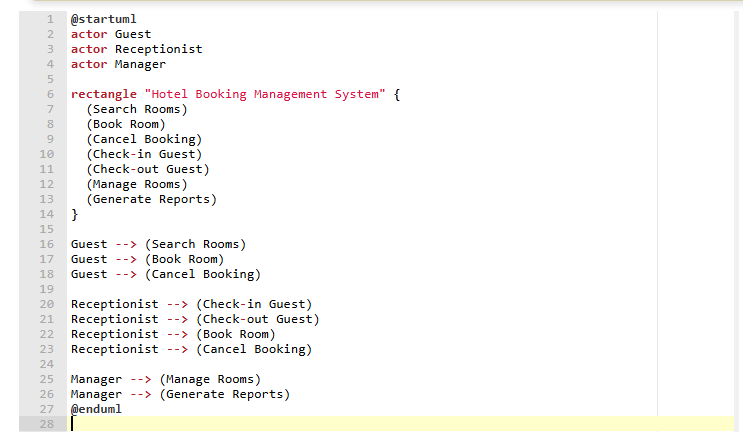 1 @startuml
2 actor Guest
3 actor Receptionist
4 actor Manager
5
6 rectangle "Hotel Booking Management System" {
7   (Search Rooms)
8   (Book Room)
9   (Cancel Booking)
10   (Check-in Guest)
11   (Check-out Guest)
12   (Manage Rooms)
13   (Generate Reports)
14 }
15
16 Guest --> (Search Rooms)
17 Guest --> (Book Room)
18 Guest --> (Cancel Booking)
19
20 Receptionist --> (Check-in Guest)
21 Receptionist --> (Check-out Guest)
22 Receptionist --> (Book Room)
23 Receptionist --> (Cancel Booking)
24
25 Manager --> (Manage Rooms)
26 Manager --> (Generate Reports)
27 @enduml
28